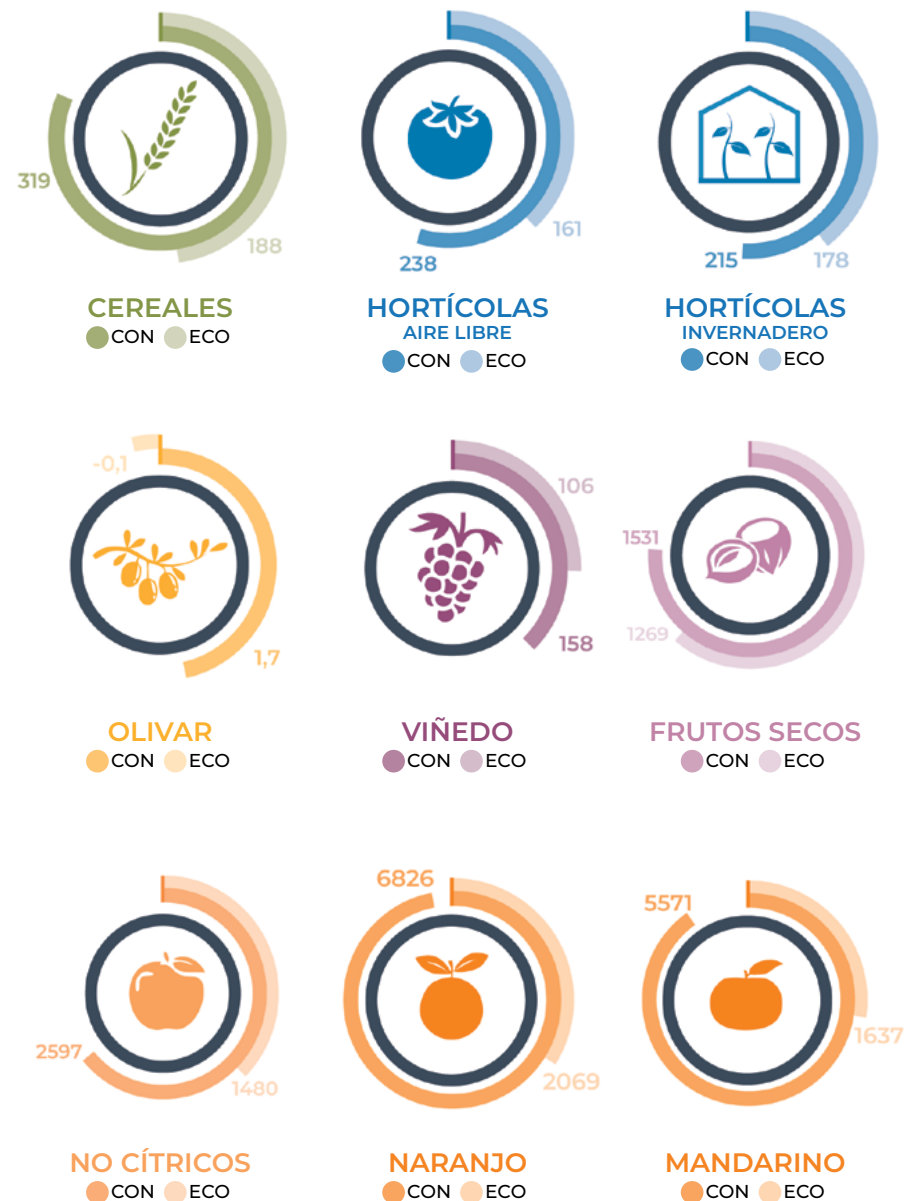 319
188
CEREALES
CON ECO
161
238
HORTÍCOLAS
AIRE LIBRE
CON ECO
215 178
HORTÍCOLAS
INVERNADERO
CON ECO
-0,1
1,7
OLIVAR
CON ECO
106
158
VIÑEDO
CON ECO
1531
1269
FRUTOS SECOS
CON ECO
2597
1480
NO CÍTRICOS
CON ECO
6826
2069
NARANJO
CON ECO
5571
1637
MANDARINO
CON ECO